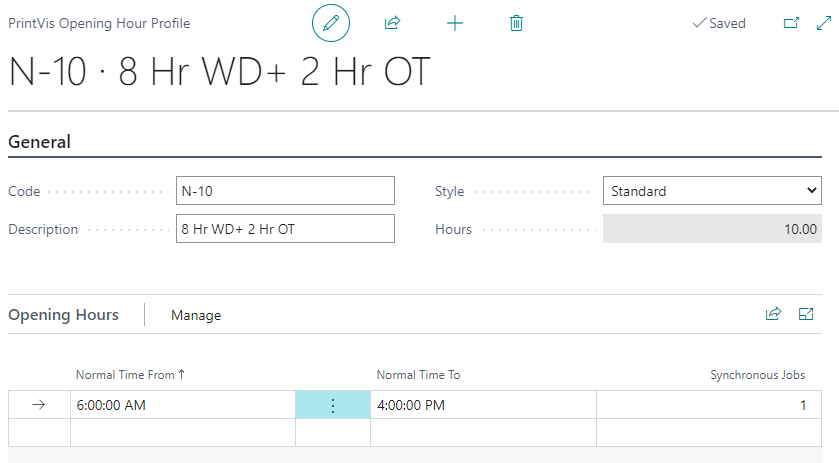 PrintVis Opening Hour Profile
Saved
N-10 · 8 Hr WD+ 2 Hr OT
General
Code N-10 Style Standard
Description 8 Hr WD+ 2 Hr OT Hours 10.00
Opening Hours Manage
Normal Time From ↑ Normal Time To Synchronous Jobs
6:00:00 AM 4:00:00 PM 1